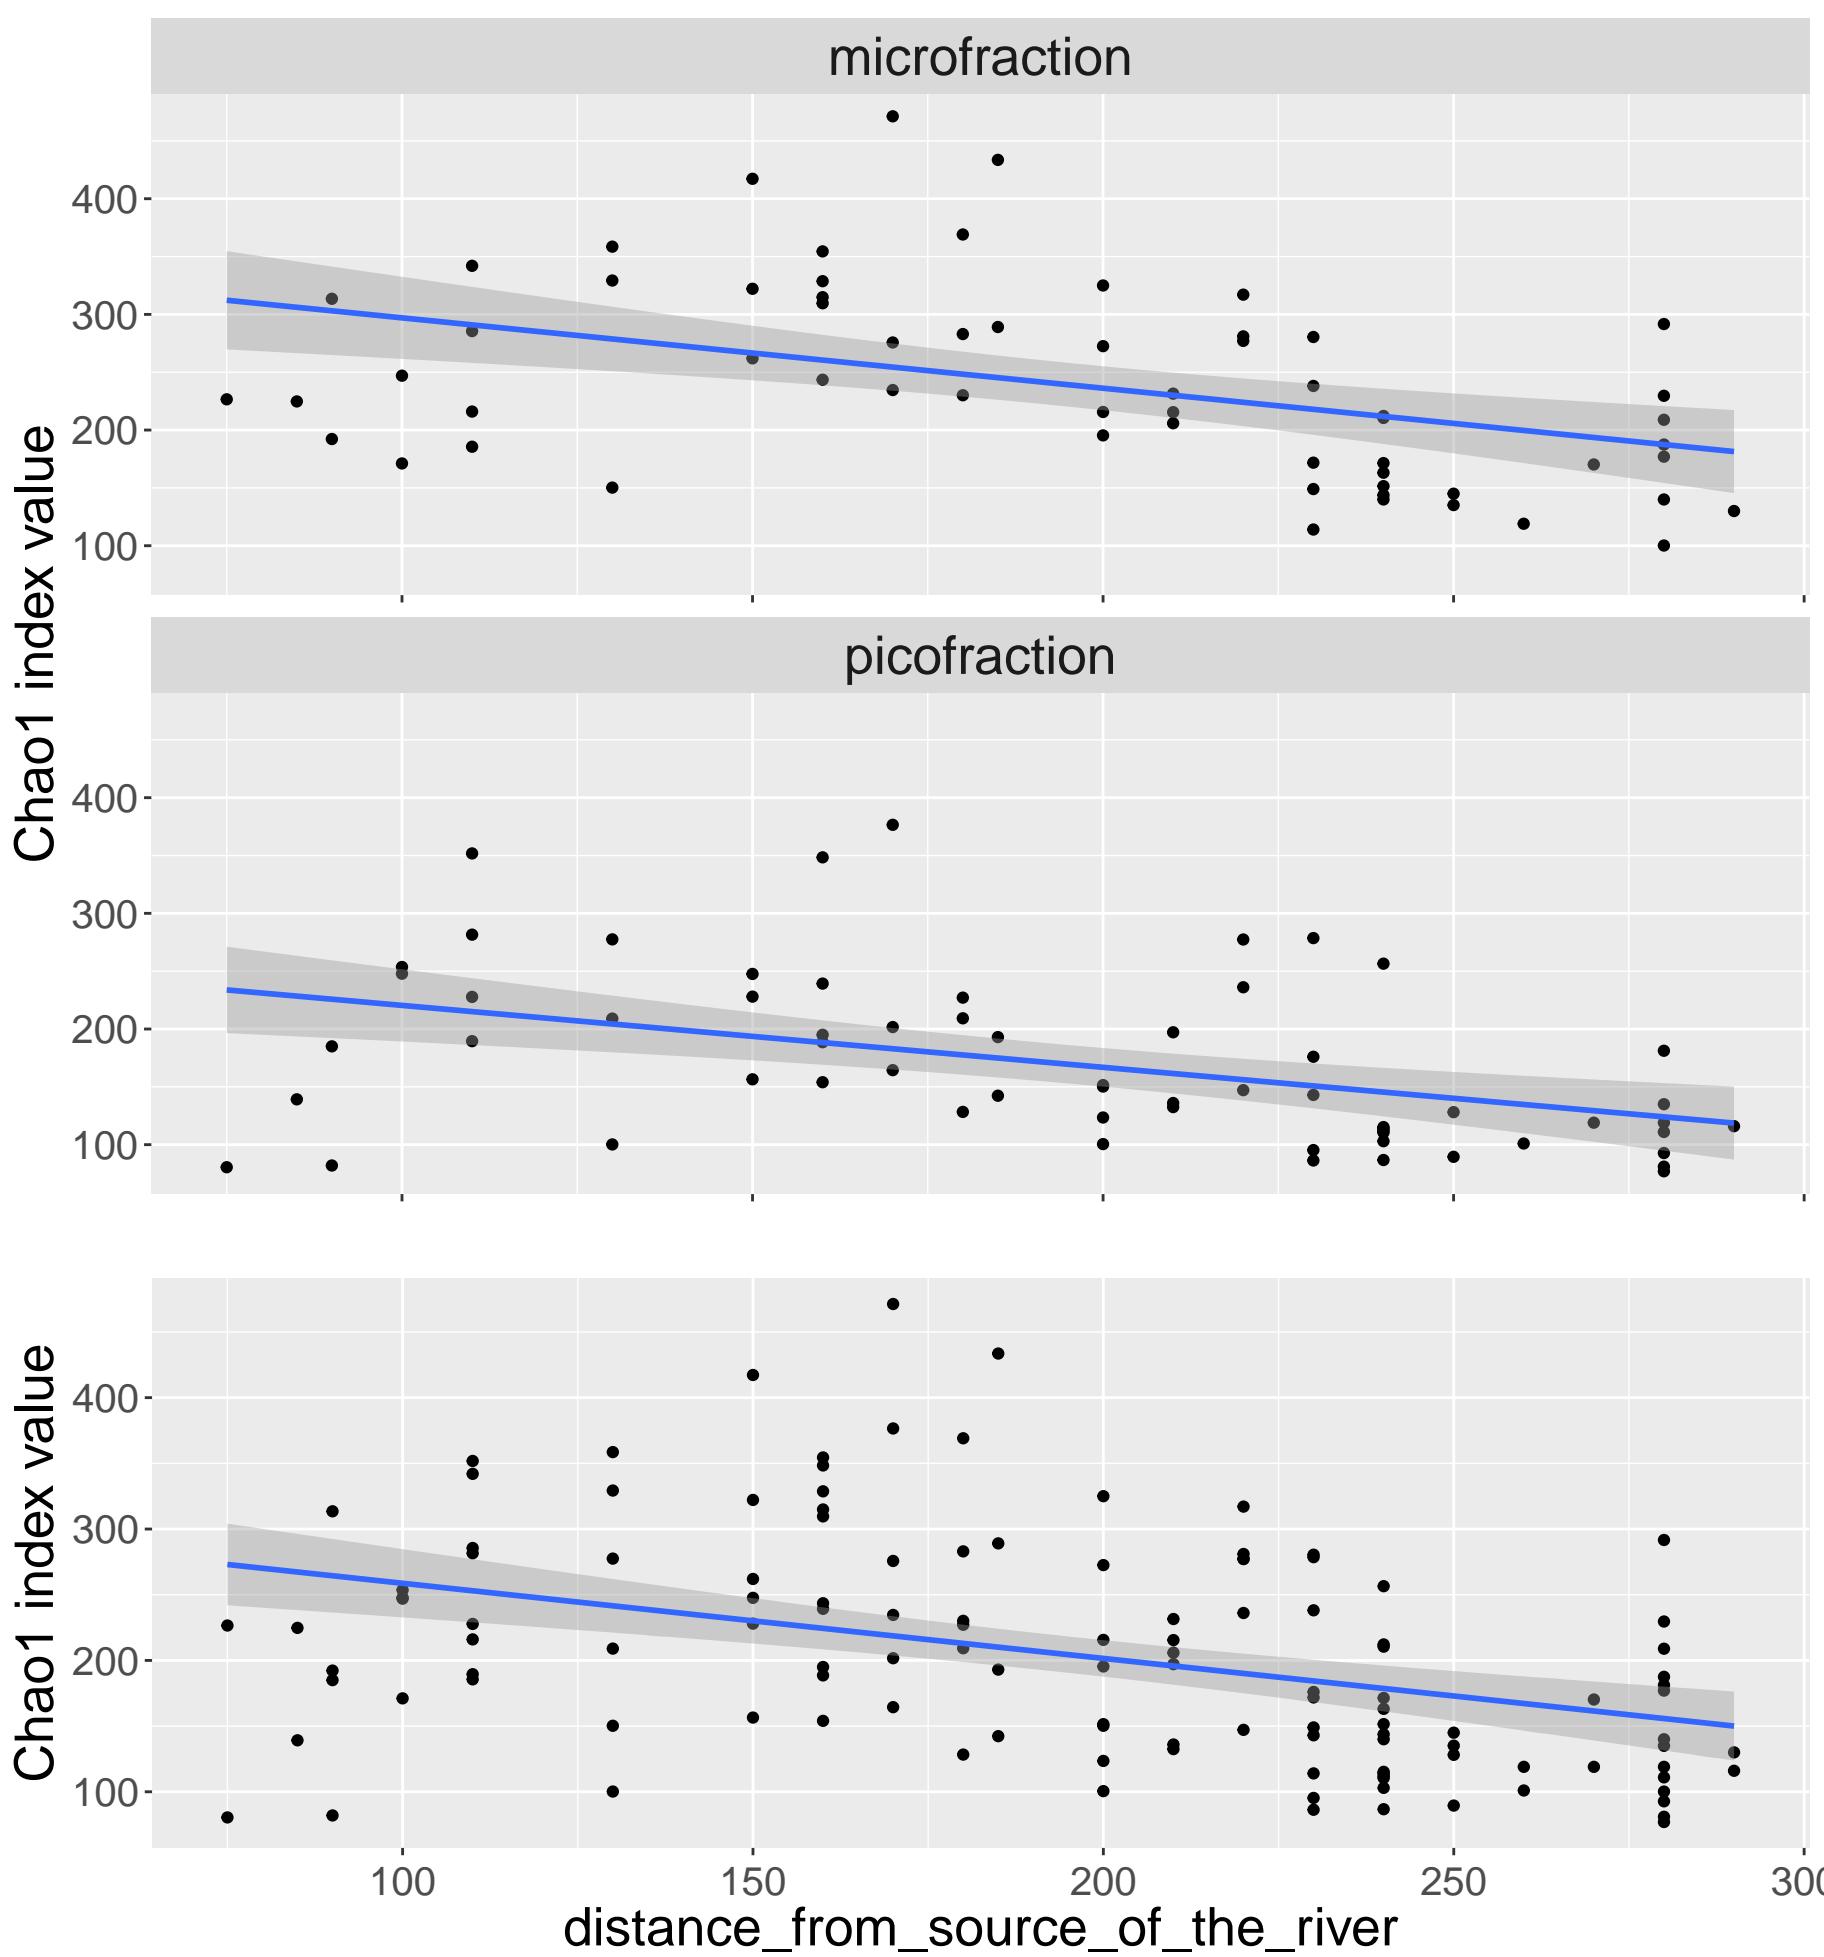 microfraction
400
300
200
100
Chao1 index value
picofraction
400
300
200
100
Chao1 index value
400
300
200
100
100 150 200 250 300
distance_from_source_of_the_river